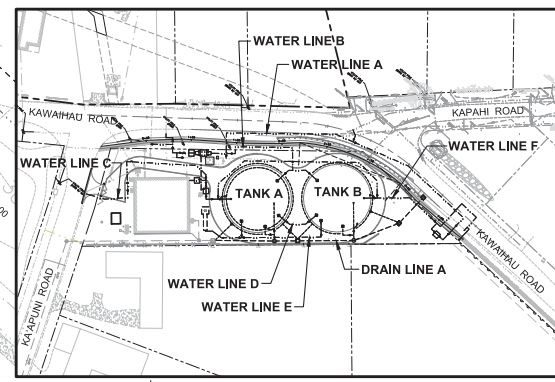 WATER LINE B
WATER LINE A
KAWAIHAU ROAD
KAPAHI ROAD
WATER LINE C
WATER LINE F
TANK A
TANK B
KAWAIHAU ROAD
DRAIN LINE A
WATER LINE D
WATER LINE E
KA'APUNI ROAD